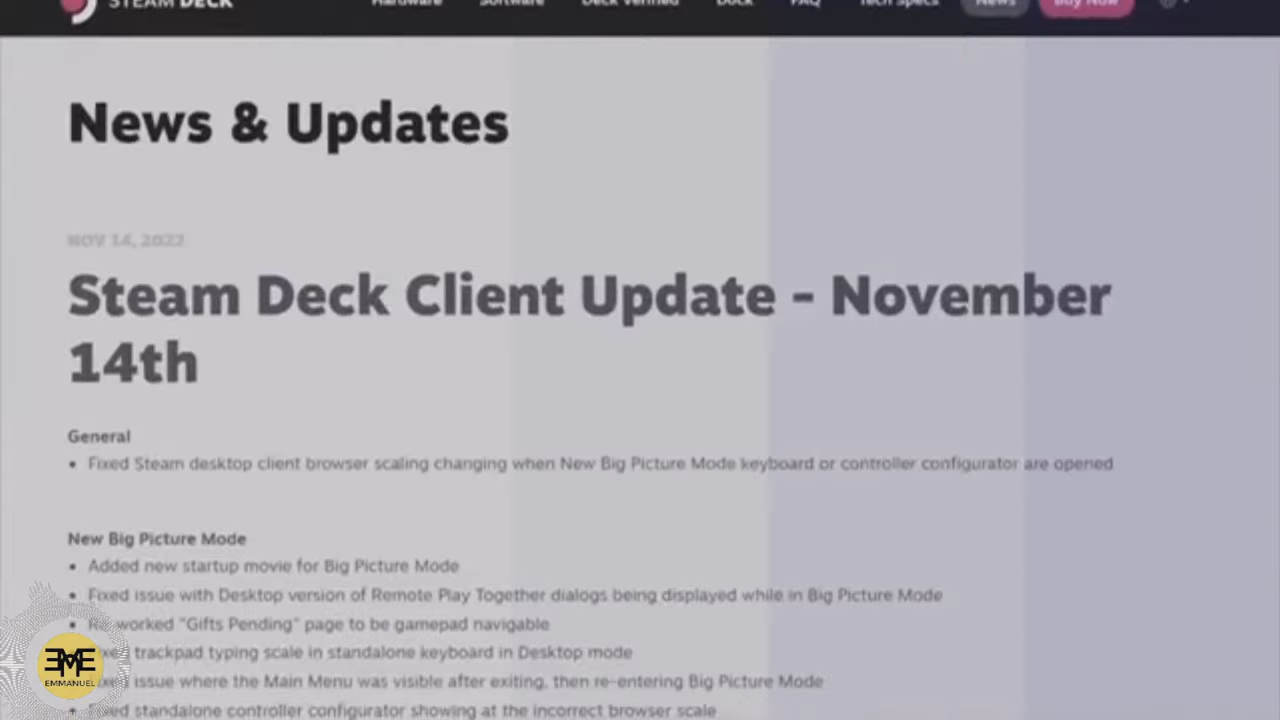 STEAM DECK
Hardware Software Deck Verified Dock FAQ Tech Specs News Buy Now
News & Updates
NOV 14, 2022
Steam Deck Client Update - November
14th
General
• Fixed Steam desktop client browser scaling changing when New Big Picture Mode keyboard or controller configurator are opened
New Big Picture Mode
• Added new startup movie for Big Picture Mode
• Fixed issue with Desktop version of Remote Play Together dialogs being displayed while in Big Picture Mode
• Re-worked "Gifts Pending" page to be gamepad navigable
• Fixed trackpad typing scale in standalone keyboard in Desktop mode
• Fixed issue where the Main Menu was visible after exiting, then re-entering Big Picture Mode
• Fixed standalone controller configurator showing at the incorrect browser scale
EME
EMMANUEL